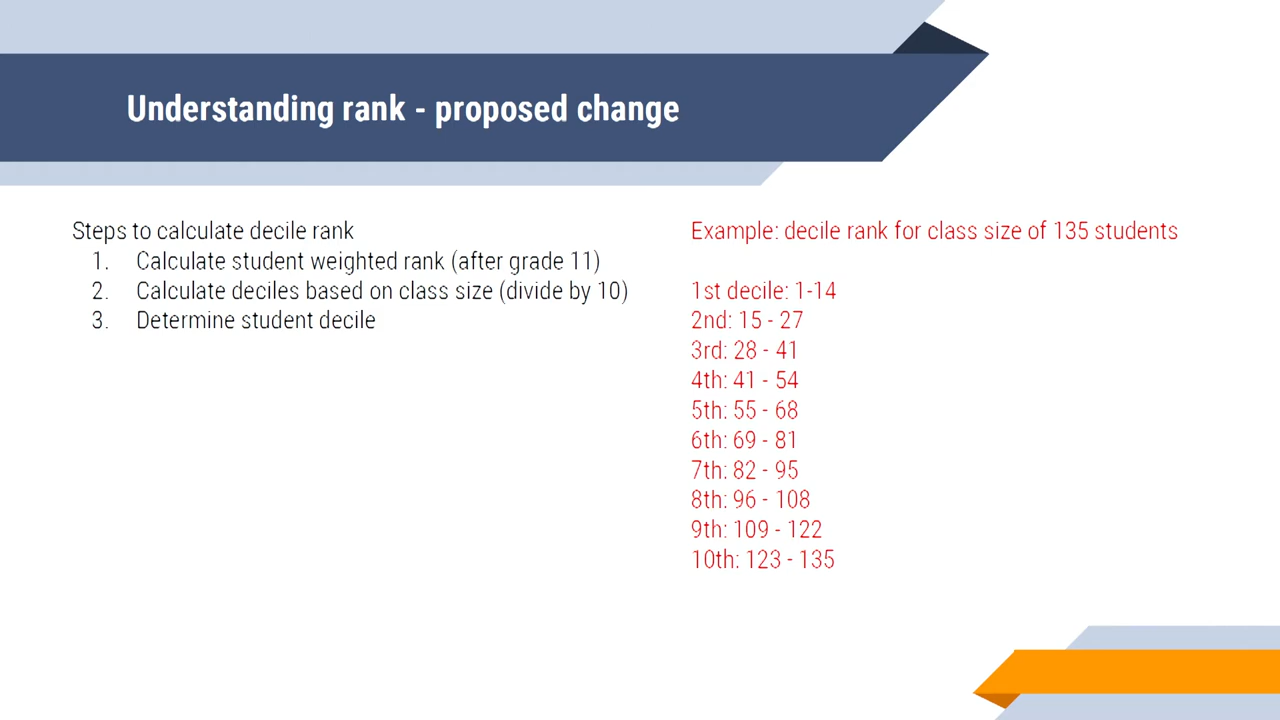 Understanding rank - proposed change
Steps to calculate decile rank
1. Calculate student weighted rank (after grade 11)
2. Calculate deciles based on class size (divide by 10)
3. Determine student decile
Example: decile rank for class size of 135 students
1st decile: 1-14
2nd: 15 - 27
3rd: 28 - 41
4th: 41 - 54
5th: 55 - 68
6th: 69 - 81
7th: 82 - 95
8th: 96 - 108
9th: 109 - 122
10th: 123 - 135